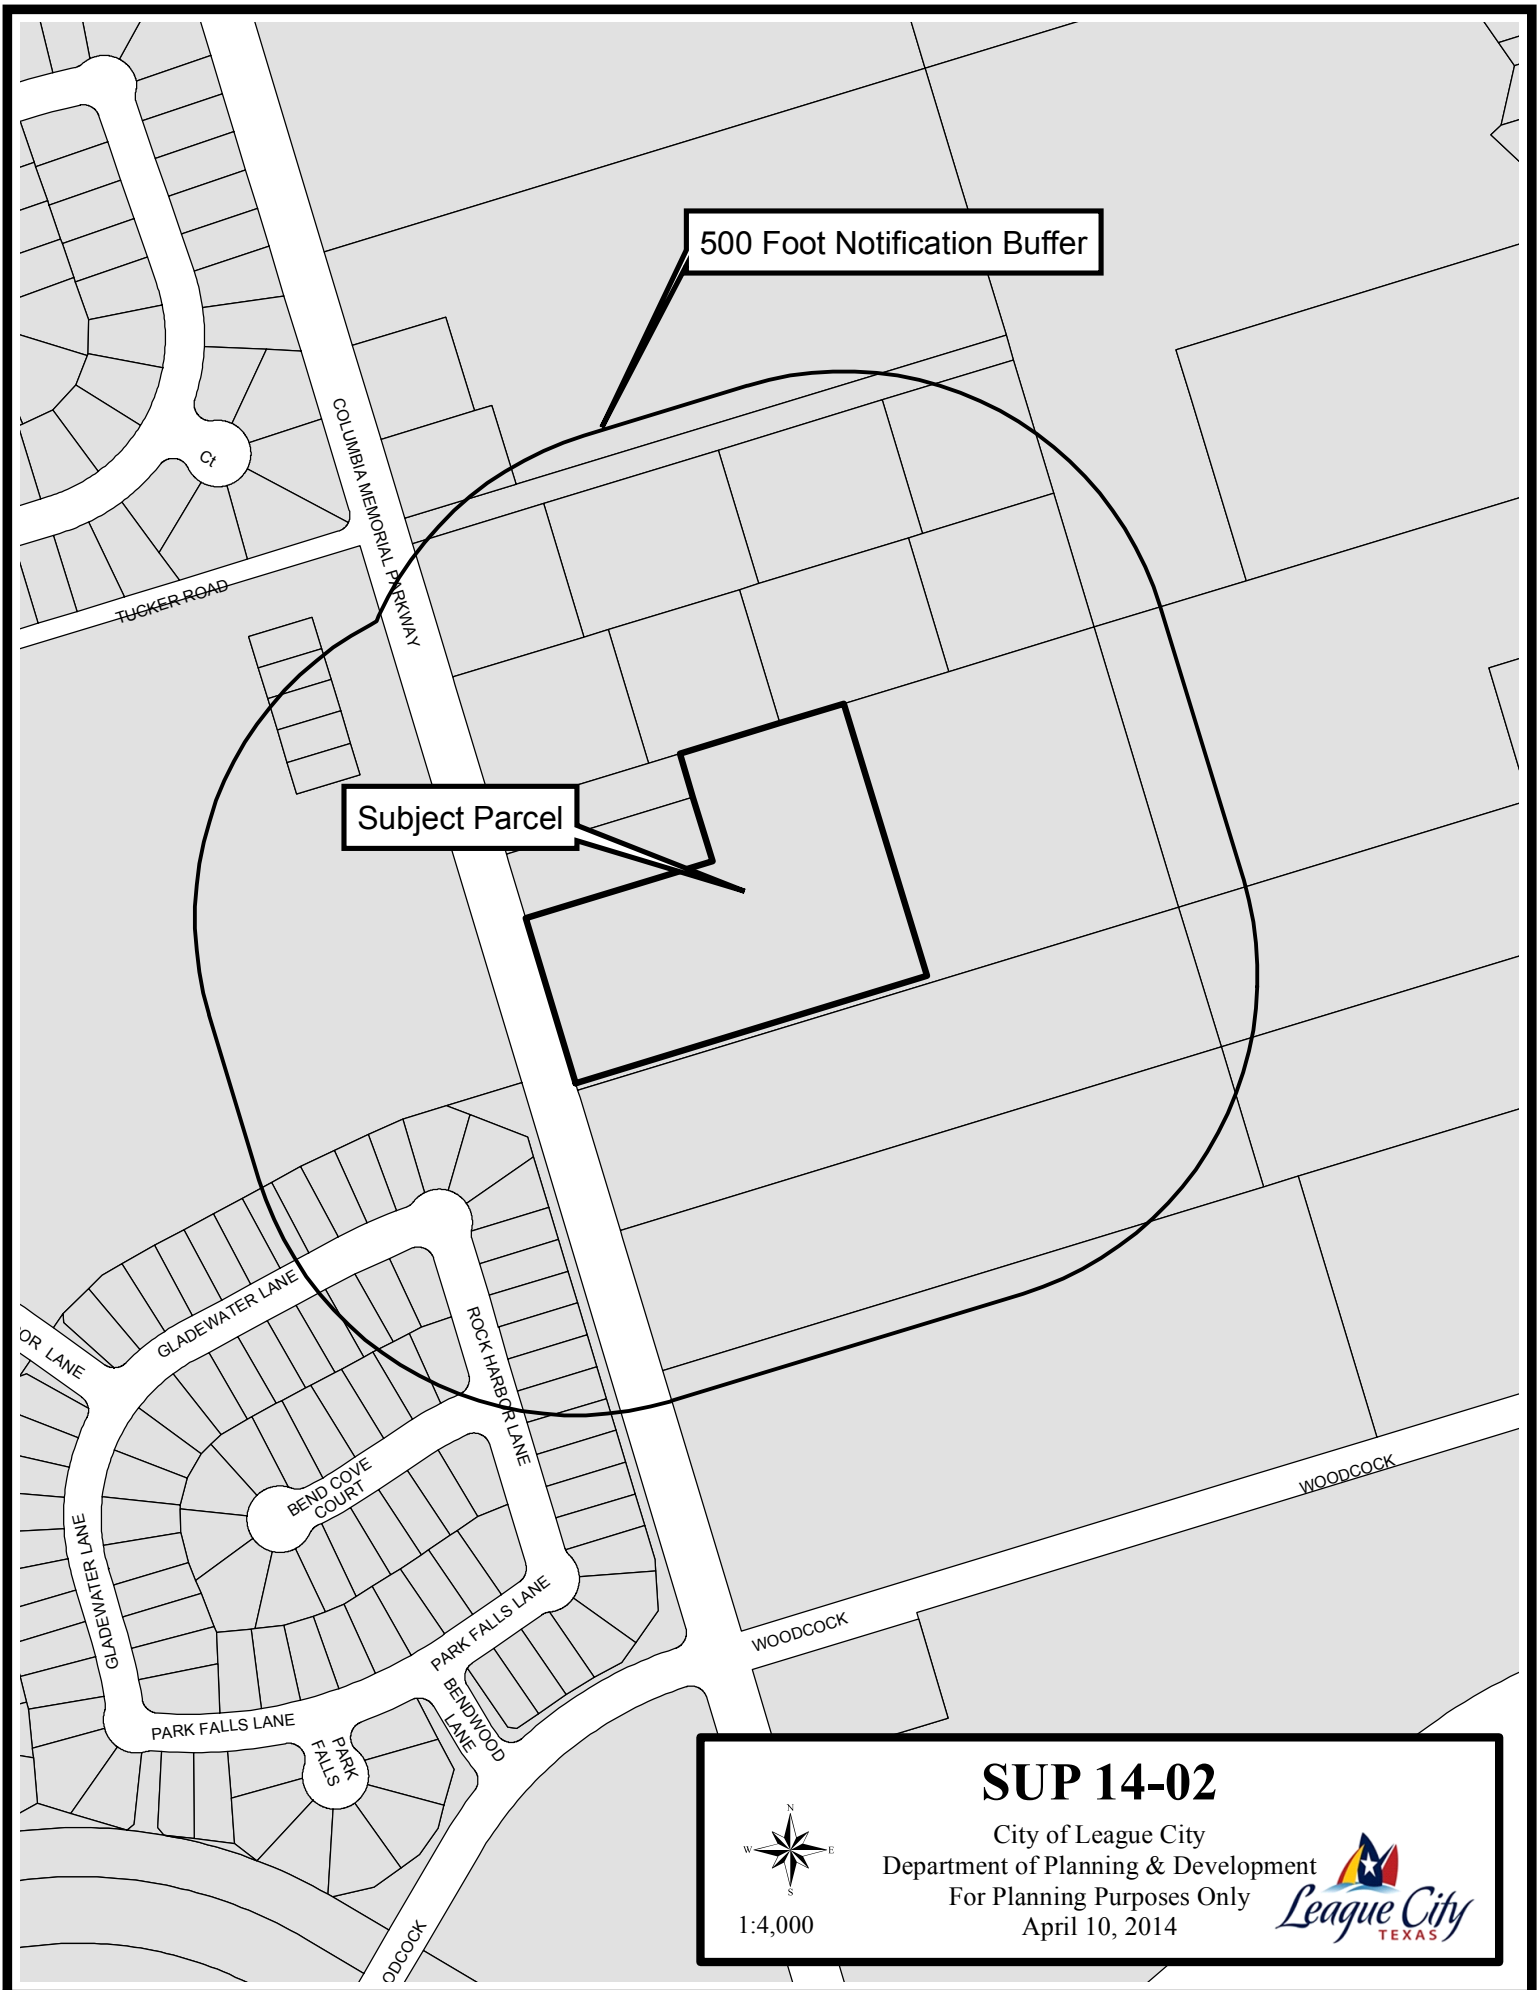 500 Foot Notification Buffer
COLUMBIA MEMORIAL PARKWAY
Ct
TUCKER ROAD
Subject Parcel
GLADEWATER LANE
OR LANE
ROCK HARBOR LANE
BEND COVE
COURT
WOODCOCK
GLADEWATER LANE
PARK FALLS LANE
WOODCOCK
BENDWOOD
LANE
PARK FALLS LANE
PARK
FALLS
ODCOCK
SUP 14-02
N
W
E
S
1:4,000
City of League City
Department of Planning & Development
For Planning Purposes Only
April 10, 2014
League City
TEXAS